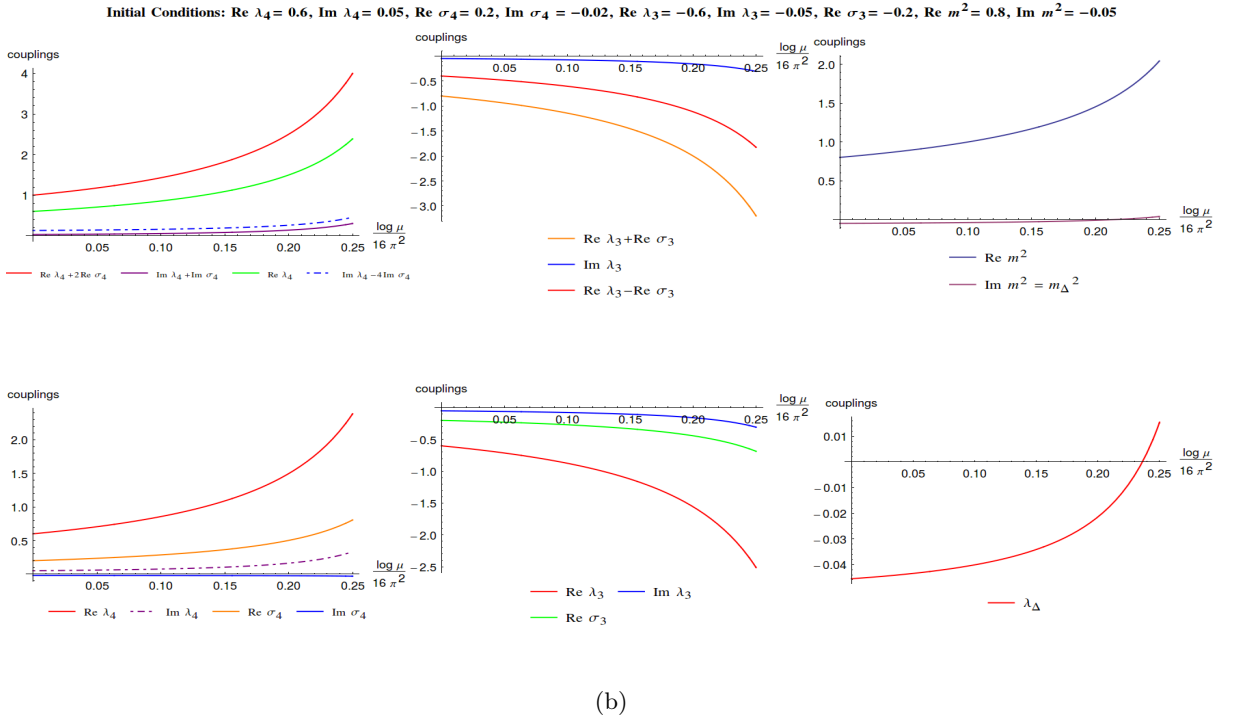 Initial Conditions: Re λ4 = 0.6, Im λ4 = 0.05, Re σ4 = 0.2, Im σ4 = −0.02, Re λ3 = −0.6, Im λ3 = −0.05, Re σ3 = −0.2, Re m² = 0.8, Im m² = −0.05
couplings
4
3
2
1
0.05 0.10 0.15 0.20 0.25
log μ
16 π²
Re λ4+2Re σ4 Im λ4+Im σ4 Re λ4 Im λ4−4Im σ4
couplings
0.05 0.10 0.15 0.20 0.25
log μ
16 π²
−0.5
−1.0
−1.5
−2.0
−2.5
−3.0
Re λ3+Re σ3
Im λ3
Re λ3−Re σ3
couplings
2.0
1.5
1.0
0.5
0.05 0.10 0.15 0.20 0.25
log μ
16 π²
Re m²
Im m² = mΔ²
couplings
2.0
1.5
1.0
0.5
0.05 0.10 0.15 0.20 0.25
log μ
16 π²
Re λ4 Im λ4 Re σ4 Im σ4
couplings
0.05 0.10 0.15 0.20 0.25
log μ
16 π²
−0.5
−1.0
−1.5
−2.0
−2.5
Re λ3 Im λ3
Re σ3
couplings
0.01
0.05 0.10 0.15 0.20 0.25
log μ
16 π²
−0.01
−0.02
−0.03
−0.04
λΔ
(b)